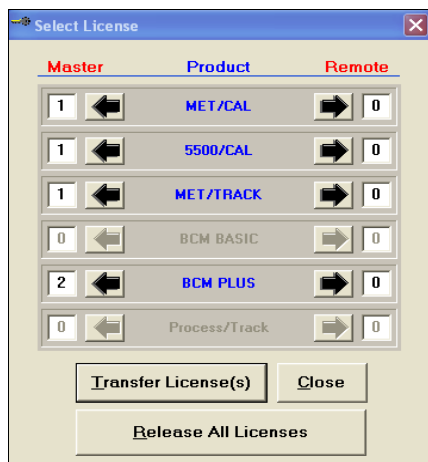 Select License
Master Product Remote
1 MET/CAL 0
1 5500/CAL 0
1 MET/TRACK 0
0 BCM BASIC 0
2 BCM PLUS 0
0 Process/Track 0
Transfer License(s) Close
Release All Licenses